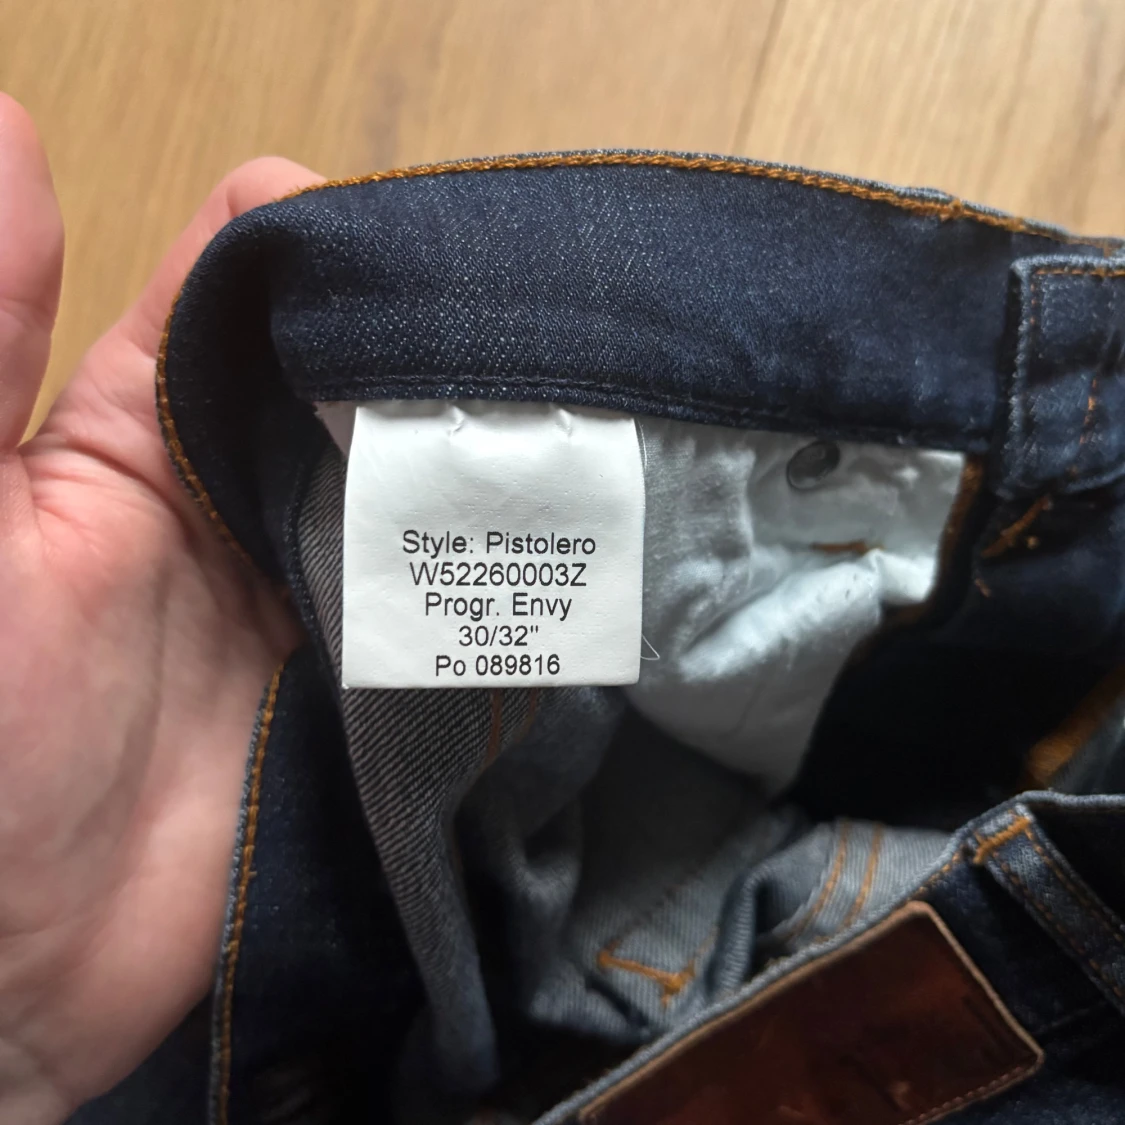 Style: Pistolero
W52260003Z
Progr. Envy
30/32"
Po 089816